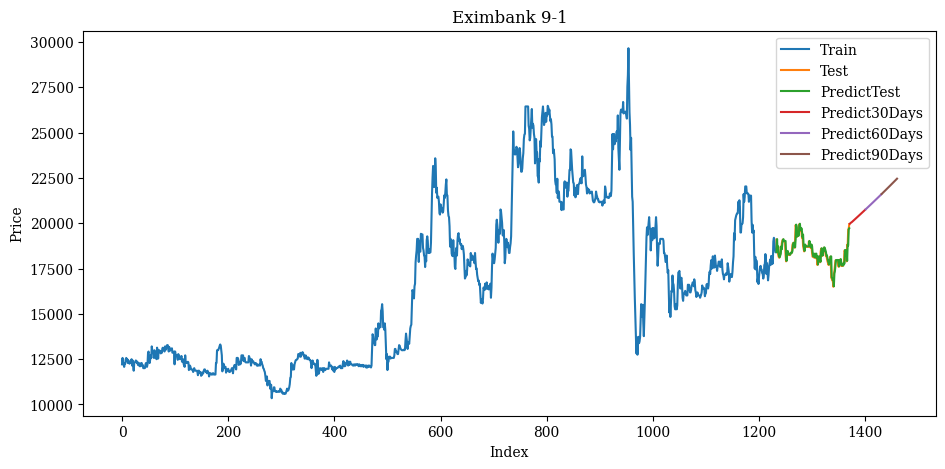 Eximbank 9-1
30000
27500
25000
22500
20000
17500
15000
12500
10000
Price
0
200
400
600
800
1000
1200
1400
Index
Train
Test
PredictTest
Predict30Days
Predict60Days
Predict90Days